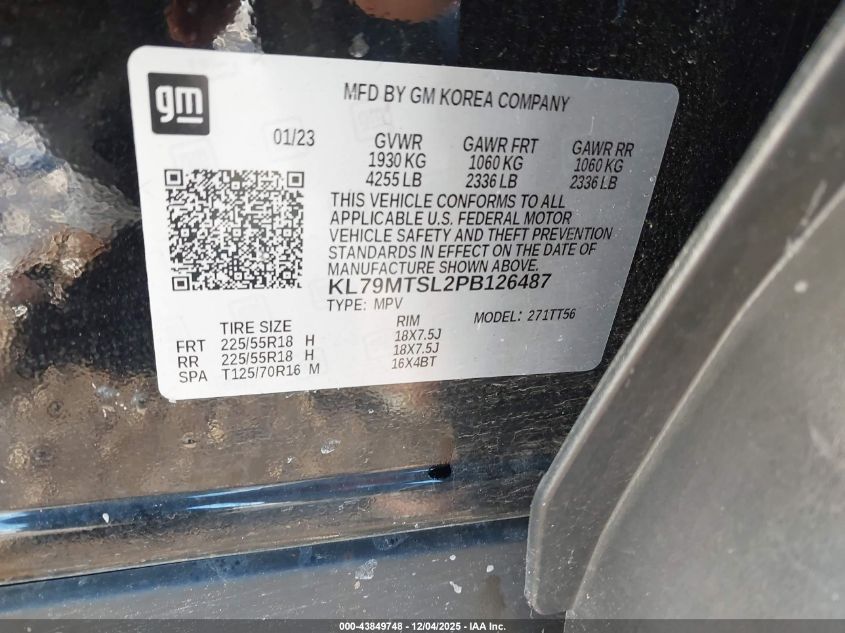 gm
MFD BY GM KOREA COMPANY
01/23 GVWR GAWR FRT GAWR RR
1930 KG 1060 KG 1060 KG
4255 LB 2336 LB 2336 LB
THIS VEHICLE CONFORMS TO ALL
APPLICABLE U.S. FEDERAL MOTOR
VEHICLE SAFETY AND THEFT PREVENTION
STANDARDS IN EFFECT ON THE DATE OF
MANUFACTURE SHOWN ABOVE.
KL79MTSL2PB126487
TYPE: MPV MODEL: 271TT56
TIRE SIZE RIM
FRT 225/55R18 H 18X7.5J
RR 225/55R18 H 18X7.5J
SPA T125/70R16 M 16X4BT
000-43849748 - 12/04/2025 - IAA Inc.